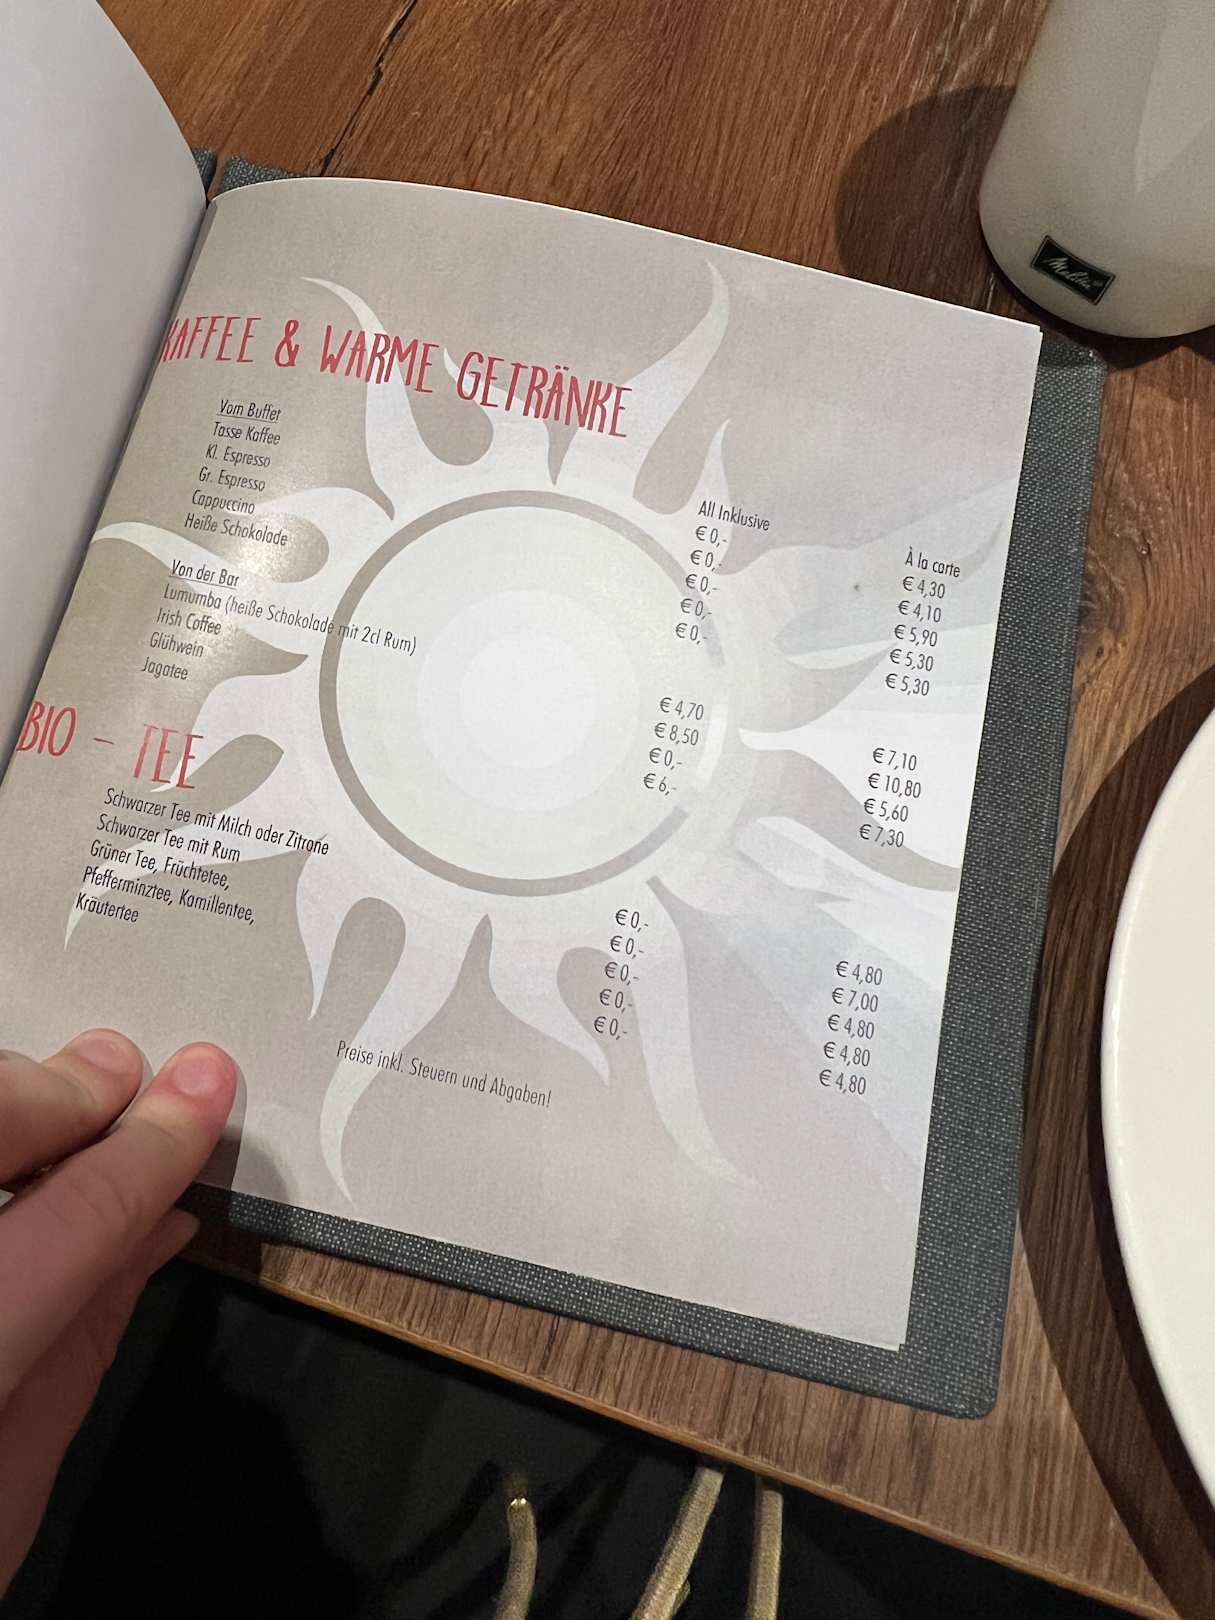 KAFFEE & WARME GETRÄNKE
Vom Buffet All Inklusive À la carte
Tasse Kaffee € 0,- € 4,30
Kl. Espresso € 0,- € 4,10
Gr. Espresso € 0,- € 5,90
Cappuccino € 0,- € 5,30
Heiße Schokolade € 0,- € 5,30
Von der Bar
Lumumba (heiße Schokolade mit 2cl Rum) € 4,70 € 7,10
Irish Coffee € 8,50 € 10,80
Glühwein € 0,- € 5,60
Jagatee € 6,- € 7,30
BIO - TEE
Schwarzer Tee mit Milch oder Zitrone € 0,- € 4,80
Schwarzer Tee mit Rum € 0,- € 7,00
Grüner Tee, Früchtetee, € 0,- € 4,80
Pfefferminztee, Kamillentee, € 0,- € 4,80
Kräutertee € 0,- € 4,80
Preise inkl. Steuern und Abgaben!
Melitta